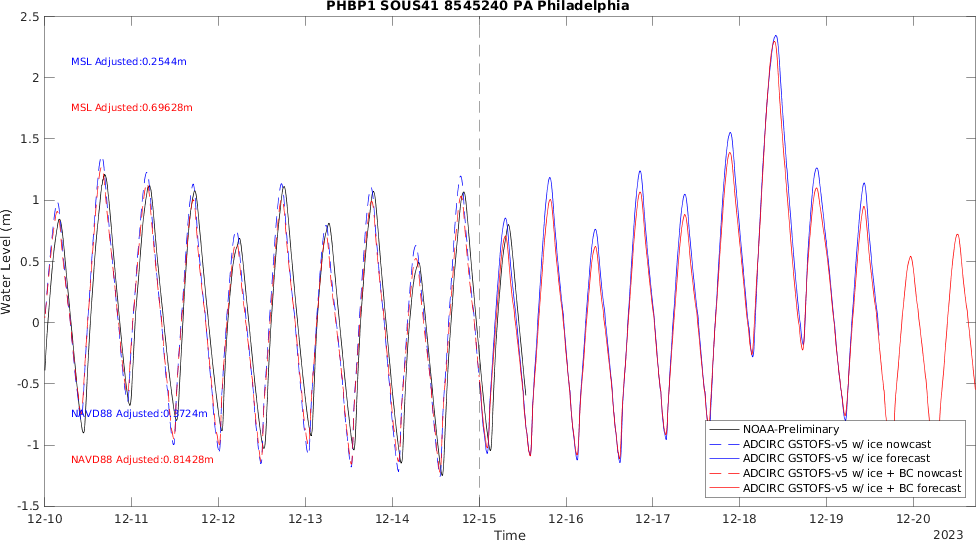 PHBP1 SOUS41 8545240 PA Philadelphia
2.5
2
1.5
1
0.5
0
-0.5
-1
-1.5
Water Level (m)
MSL Adjusted:0.2544m
MSL Adjusted:0.69628m
NAVD88 Adjusted:0.3724m
NAVD88 Adjusted:0.81428m
NOAA-Preliminary
ADCIRC GSTOFS-v5 w/ ice nowcast
ADCIRC GSTOFS-v5 w/ ice forecast
ADCIRC GSTOFS-v5 w/ ice + BC nowcast
ADCIRC GSTOFS-v5 w/ ice + BC forecast
12-10 12-11 12-12 12-13 12-14 12-15 12-16 12-17 12-18 12-19 12-20
Time
2023